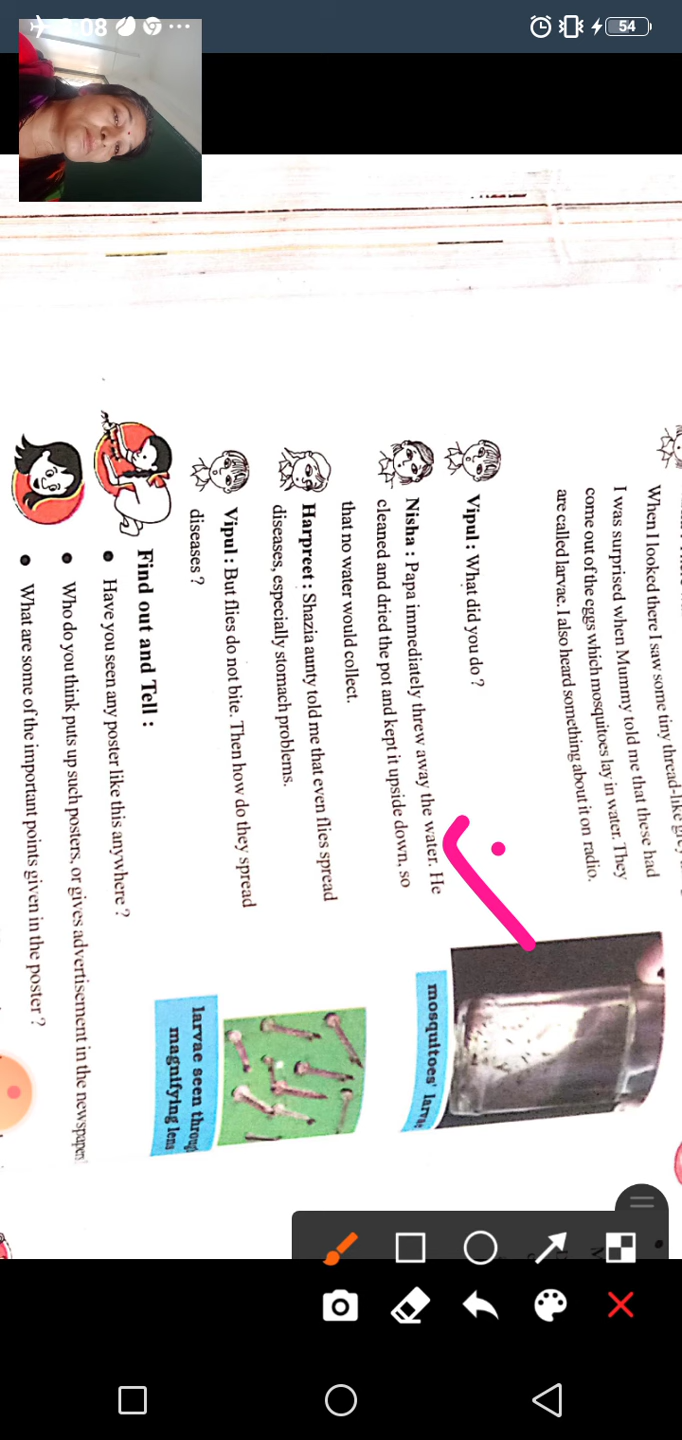 :08
54
When I looked there I saw some tiny thread-like
I was surprised when Mummy told me that these had
come out of the eggs which mosquitoes lay in water. They
are called larvae. I also heard something about it on radio.
Vipul : What did you do ?
Nisha : Papa immediately threw away the water. He
cleaned and dried the pot and kept it upside down, so
that no water would collect.
Harpreet : Shazia aunty told me that even flies spread
diseases, especially stomach problems.
Vipul : But flies do not bite. Then how do they spread
diseases ?
mosquitoes' larvae
larvae seen throug
magnifying lens
Find out and Tell :
• Have you seen any poster like this anywhere ?
• Who do you think puts up such posters, or gives advertisement in the newspapers
• What are some of the important points given in the poster ?